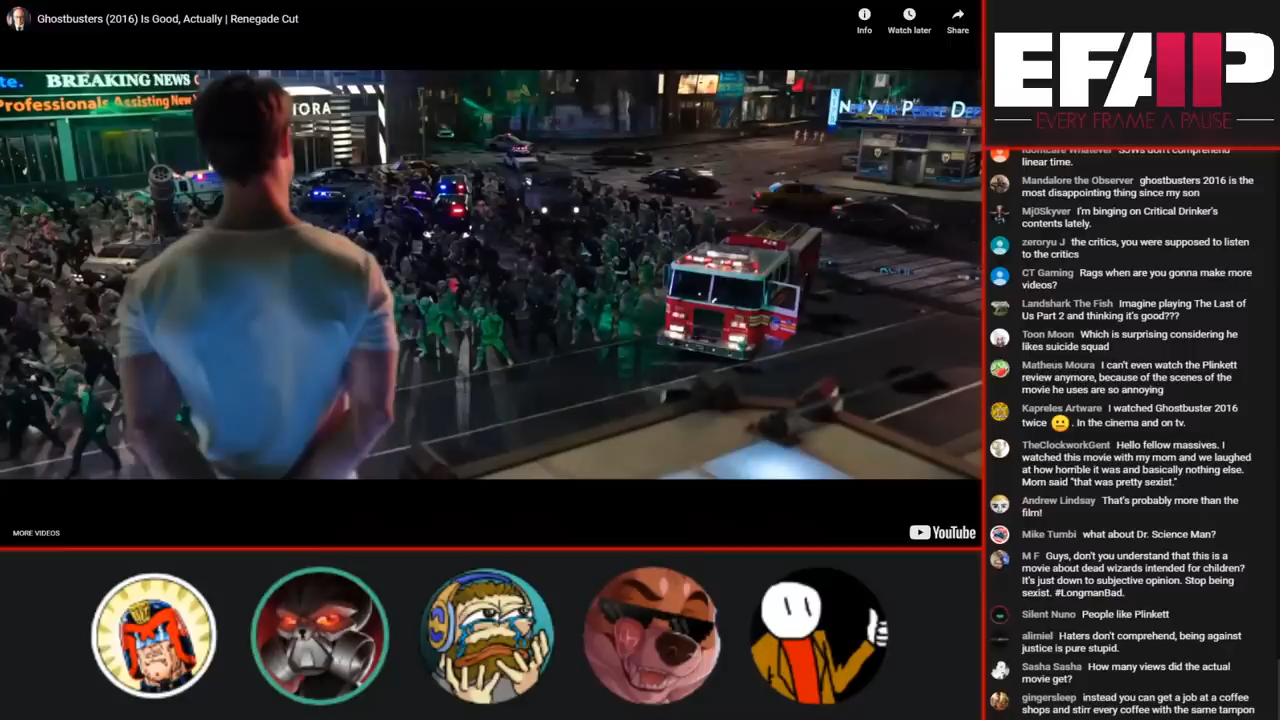 Ghostbusters (2016) Is Good, Actually | Renegade Cut
Info
Watch later
Share
te.
BREAKING NEWS
Professionals Assisting New
IORA
N Y P De
MORE VIDEOS
YouTube
EFAP
EVERY FRAME A PAUSE
Idontcare Whatever SJWs don't comprehend
linear time.
Mandalore the Observer ghostbusters 2016 is the
most disappointing thing since my son
Mj0Skyver I'm binging on Critical Drinker's
contents lately.
zeroryu J the critics, you were supposed to listen
to the critics
CT Gaming Rags when are you gonna make more
videos?
Landshark The Fish Imagine playing The Last of
Us Part 2 and thinking it's good???
Toon Moon Which is surprising considering he
likes suicide squad
Matheus Moura I can't even watch the Plinkett
review anymore, because of the scenes of the
movie he uses are so annoying
Kapreles Artware I watched Ghostbuster 2016
twice 😐. In the cinema and on tv.
TheClockworkGent Hello fellow massives. I
watched this movie with my mom and we laughed
at how horrible it was and basically nothing else.
Mom said "that was pretty sexist."
Andrew Lindsay That's probably more than the
film!
Mike Tumbi what about Dr. Science Man?
M F Guys, don't you understand that this is a
movie about dead wizards intended for children?
It's just down to subjective opinion. Stop being
sexist. #LongmanBad.
Silent Nuno People like Plinkett
alimiel Haters don't comprehend, being against
justice is pure stupid.
Sasha Sasha How many views did the actual
movie get?
gingersleep instead you can get a job at a coffee
shops and stirr every coffee with the same tampon